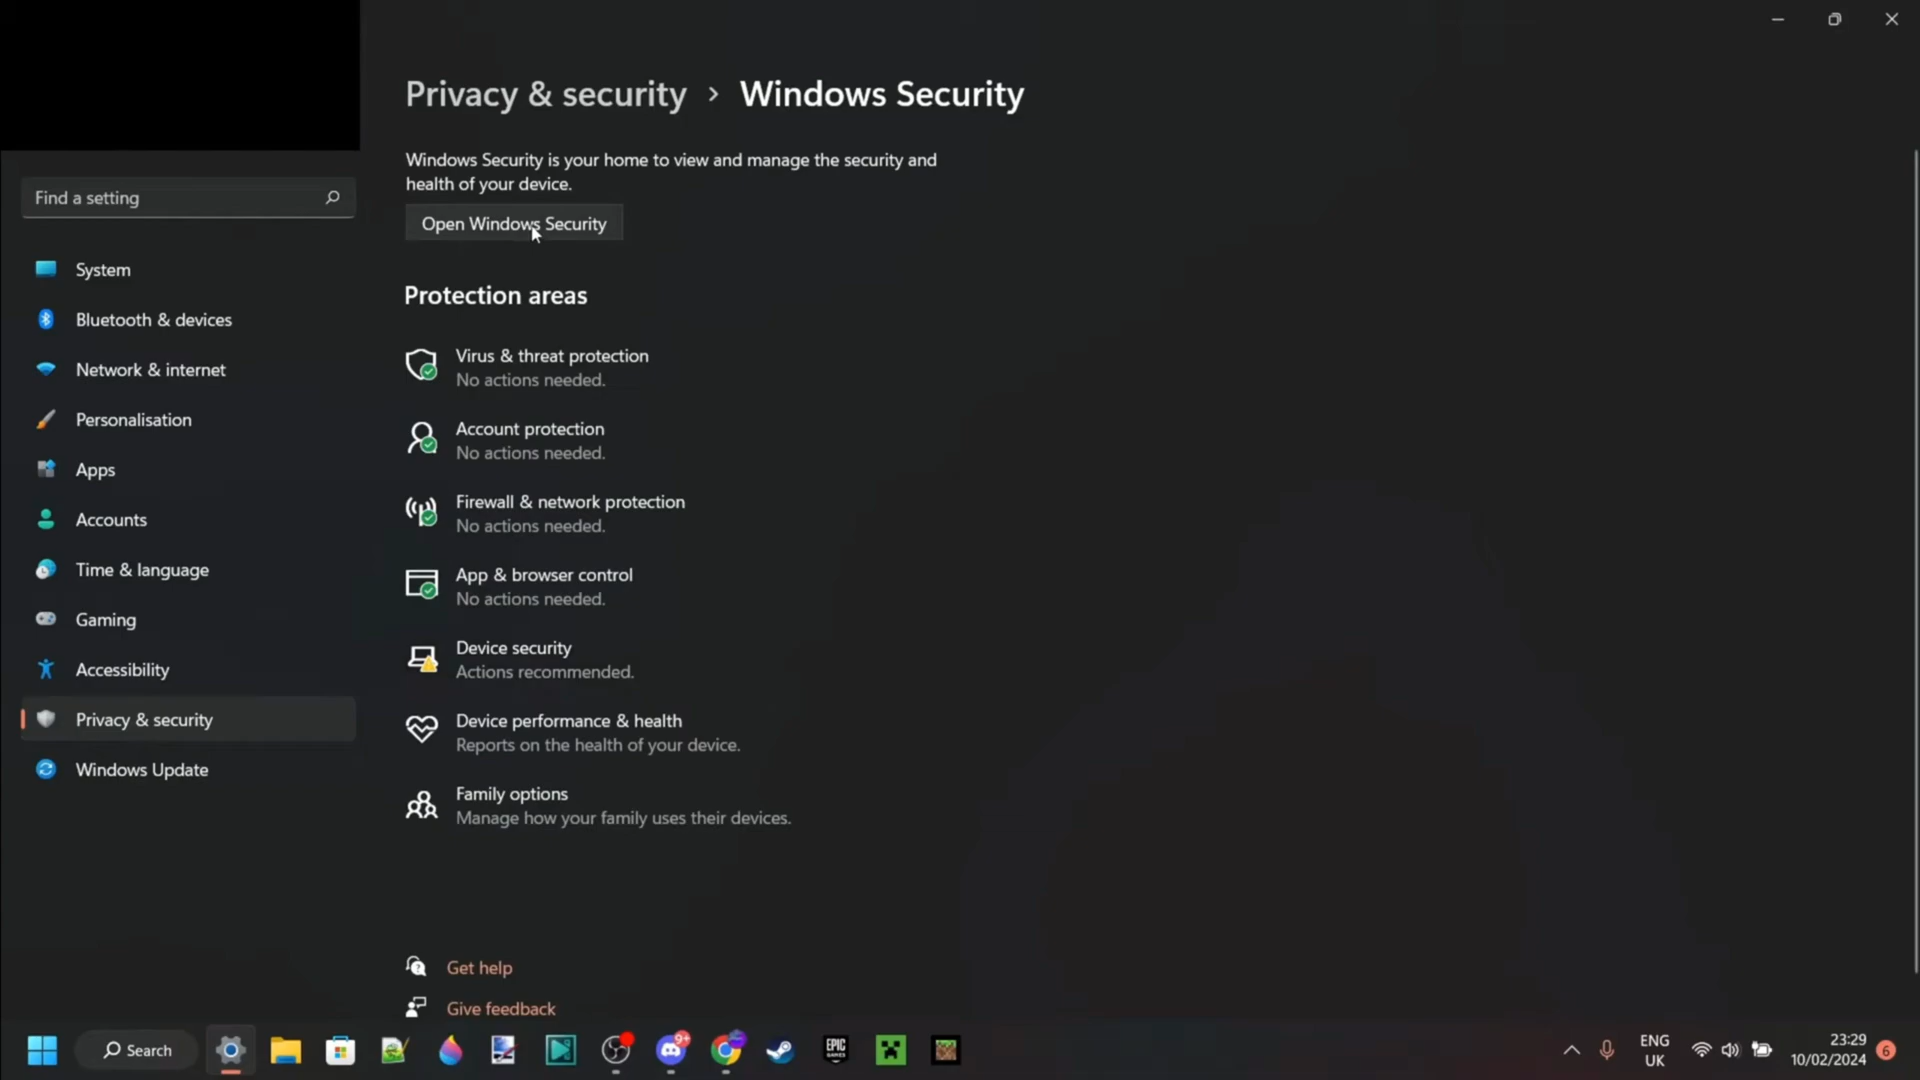 Privacy & security › Windows Security
Windows Security is your home to view and manage the security and
health of your device.
Open Windows Security
Find a setting
System
Bluetooth & devices
Network & internet
Personalisation
Apps
Accounts
Time & language
Gaming
Accessibility
Privacy & security
Windows Update
Protection areas
Virus & threat protection
No actions needed.
Account protection
No actions needed.
Firewall & network protection
No actions needed.
App & browser control
No actions needed.
Device security
Actions recommended.
Device performance & health
Reports on the health of your device.
Family options
Manage how your family uses their devices.
Get help
Give feedback
Search
9+
EPIC
GAMES
ENG
UK
23:29
10/02/2024
6